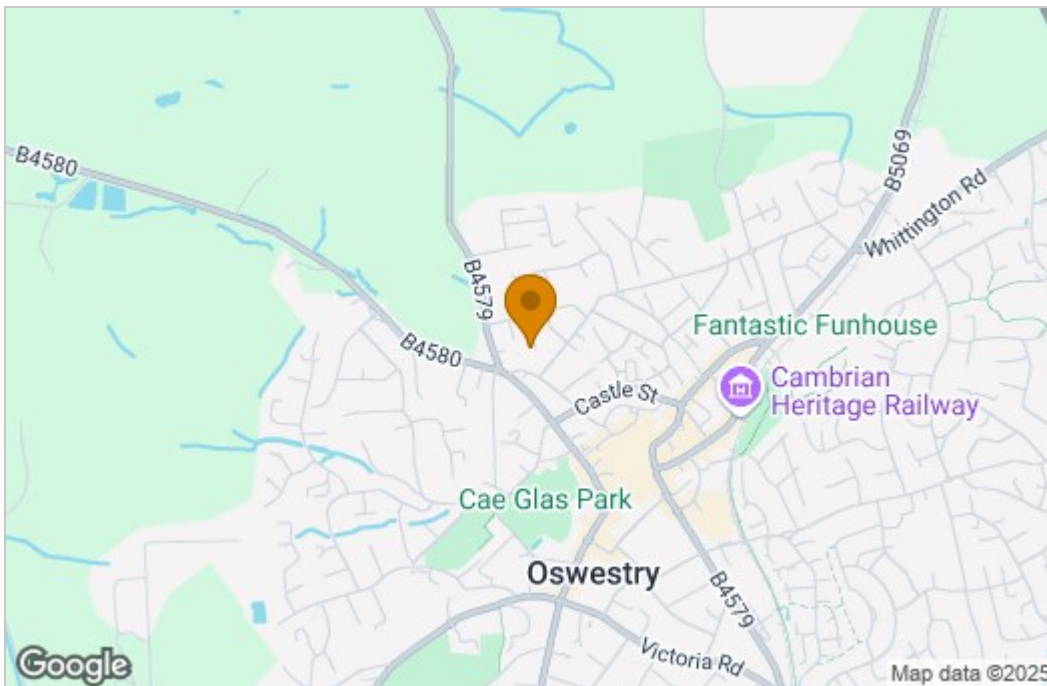 B4580
B5069
Whittington Rd
B4579
Fantastic Funhouse
B4580
Castle St
Cambrian
Heritage Railway
Cae Glas Park
Oswestry
B4579
Victoria Rd
Google
Map data ©2025